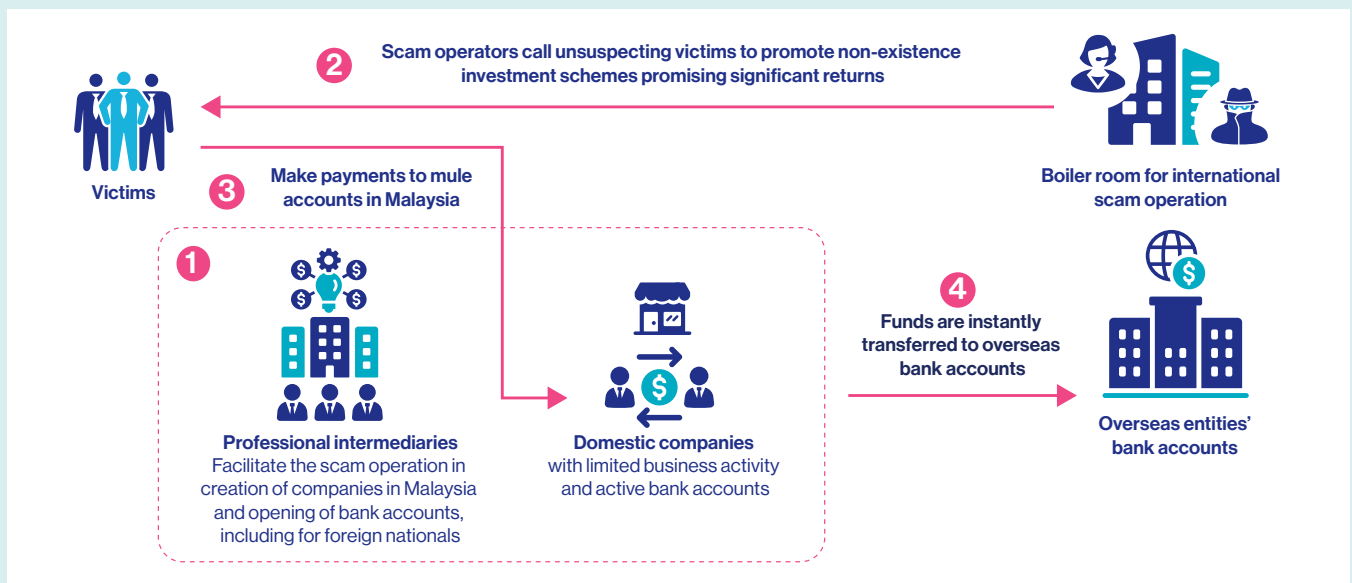 2
Scam operators call unsuspecting victims to promote non-existence
investment schemes promising significant returns
Victims
Boiler room for international
scam operation
3
Make payments to mule
accounts in Malaysia
1
$
$
$
$
Professional intermediaries
Facilitate the scam operation in
creation of companies in Malaysia
and opening of bank accounts,
including for foreign nationals
$
Domestic companies
with limited business activity
and active bank accounts
4
Funds are instantly
transferred to overseas
bank accounts
$
Overseas entities’
bank accounts